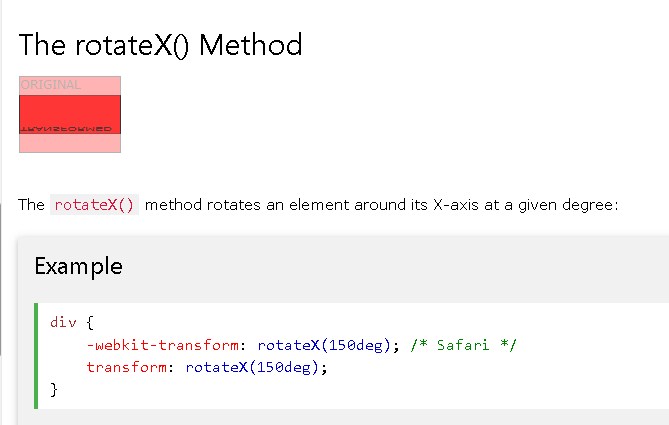 The rotateX() Method
ORIGINAL
TRANSFORMED
The rotateX() method rotates an element around its X-axis at a given degree:
Example
div {
    -webkit-transform: rotateX(150deg); /* Safari */
    transform: rotateX(150deg);
}